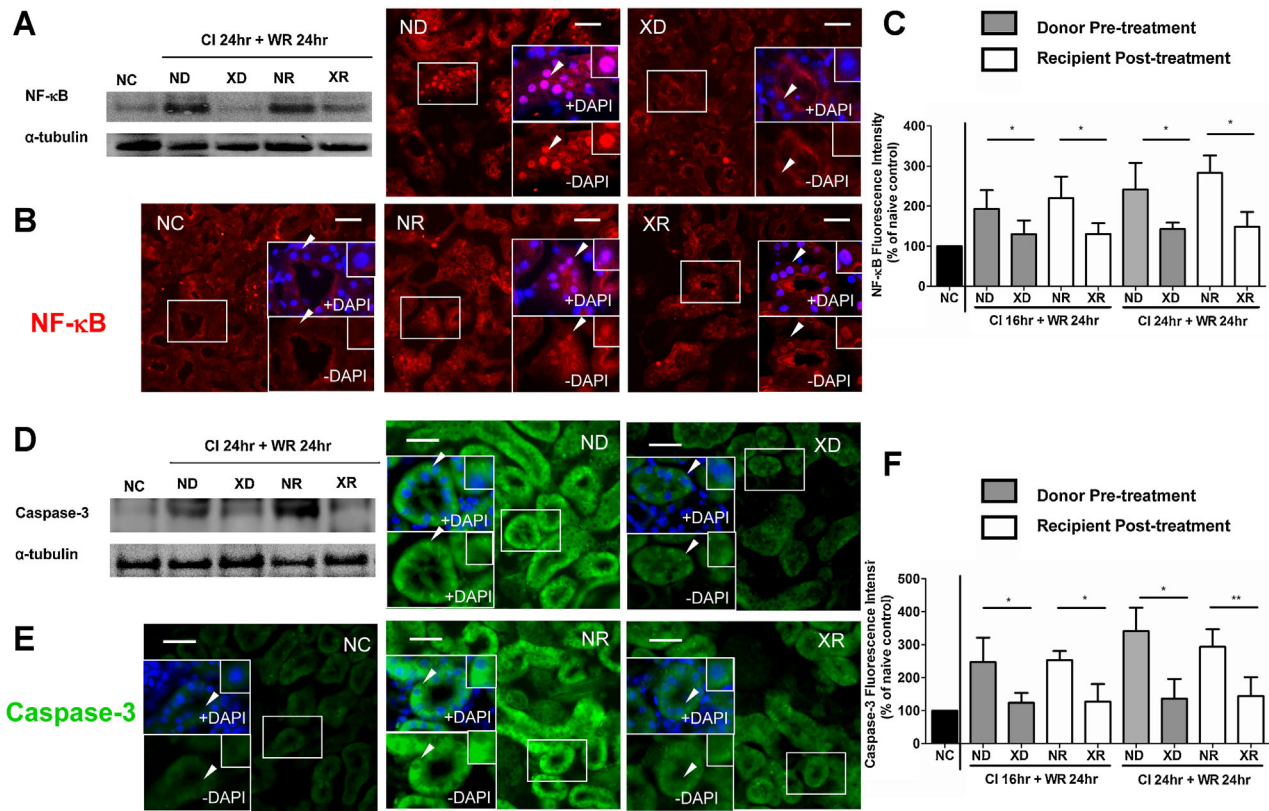 A
CI 24hr + WR 24hr
NC ND XD NR XR
NF-κB
α-tubulin
ND
+DAPI
-DAPI
XD
+DAPI
-DAPI
B
NF-κB
NC
+DAPI
-DAPI
NR
+DAPI
-DAPI
XR
+DAPI
-DAPI
C
Donor Pre-treatment
Recipient Post-treatment
NF-κB Fluorescence Intensity
(% of naive control)
400
300
200
100
0
* * * *
NC ND XD NR XR ND XD NR XR
CI 16hr + WR 24hr CI 24hr + WR 24hr
D
CI 24hr + WR 24hr
NC ND XD NR XR
Caspase-3
α-tubulin
ND
+DAPI
+DAPI
XD
+DAPI
-DAPI
E
Caspase-3
NC
+DAPI
-DAPI
NR
+DAPI
-DAPI
XR
+DAPI
-DAPI
F
Donor Pre-treatment
Recipient Post-treatment
Caspase-3 Fluorescence Intensi
(% of naive control)
500
400
300
200
100
0
* * * **
NC ND XD NR XR ND XD NR XR
CI 16hr + WR 24hr CI 24hr + WR 24hr